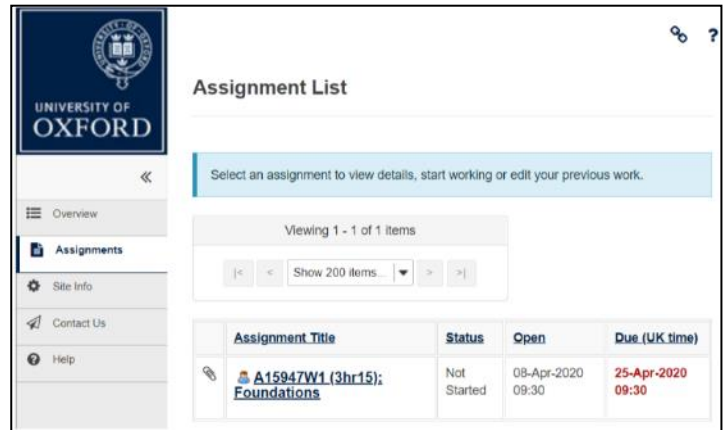 UNIVERSITY OF
OXFORD
Overview
Assignments
Site Info
Contact Us
Help
?
Assignment List
Select an assignment to view details, start working or edit your previous work.
Viewing 1 - 1 of 1 items
|< < Show 200 items... > >|
Assignment Title Status Open Due (UK time)
A15947W1 (3hr15): Not 08-Apr-2020 25-Apr-2020
Foundations Started 09:30 09:30